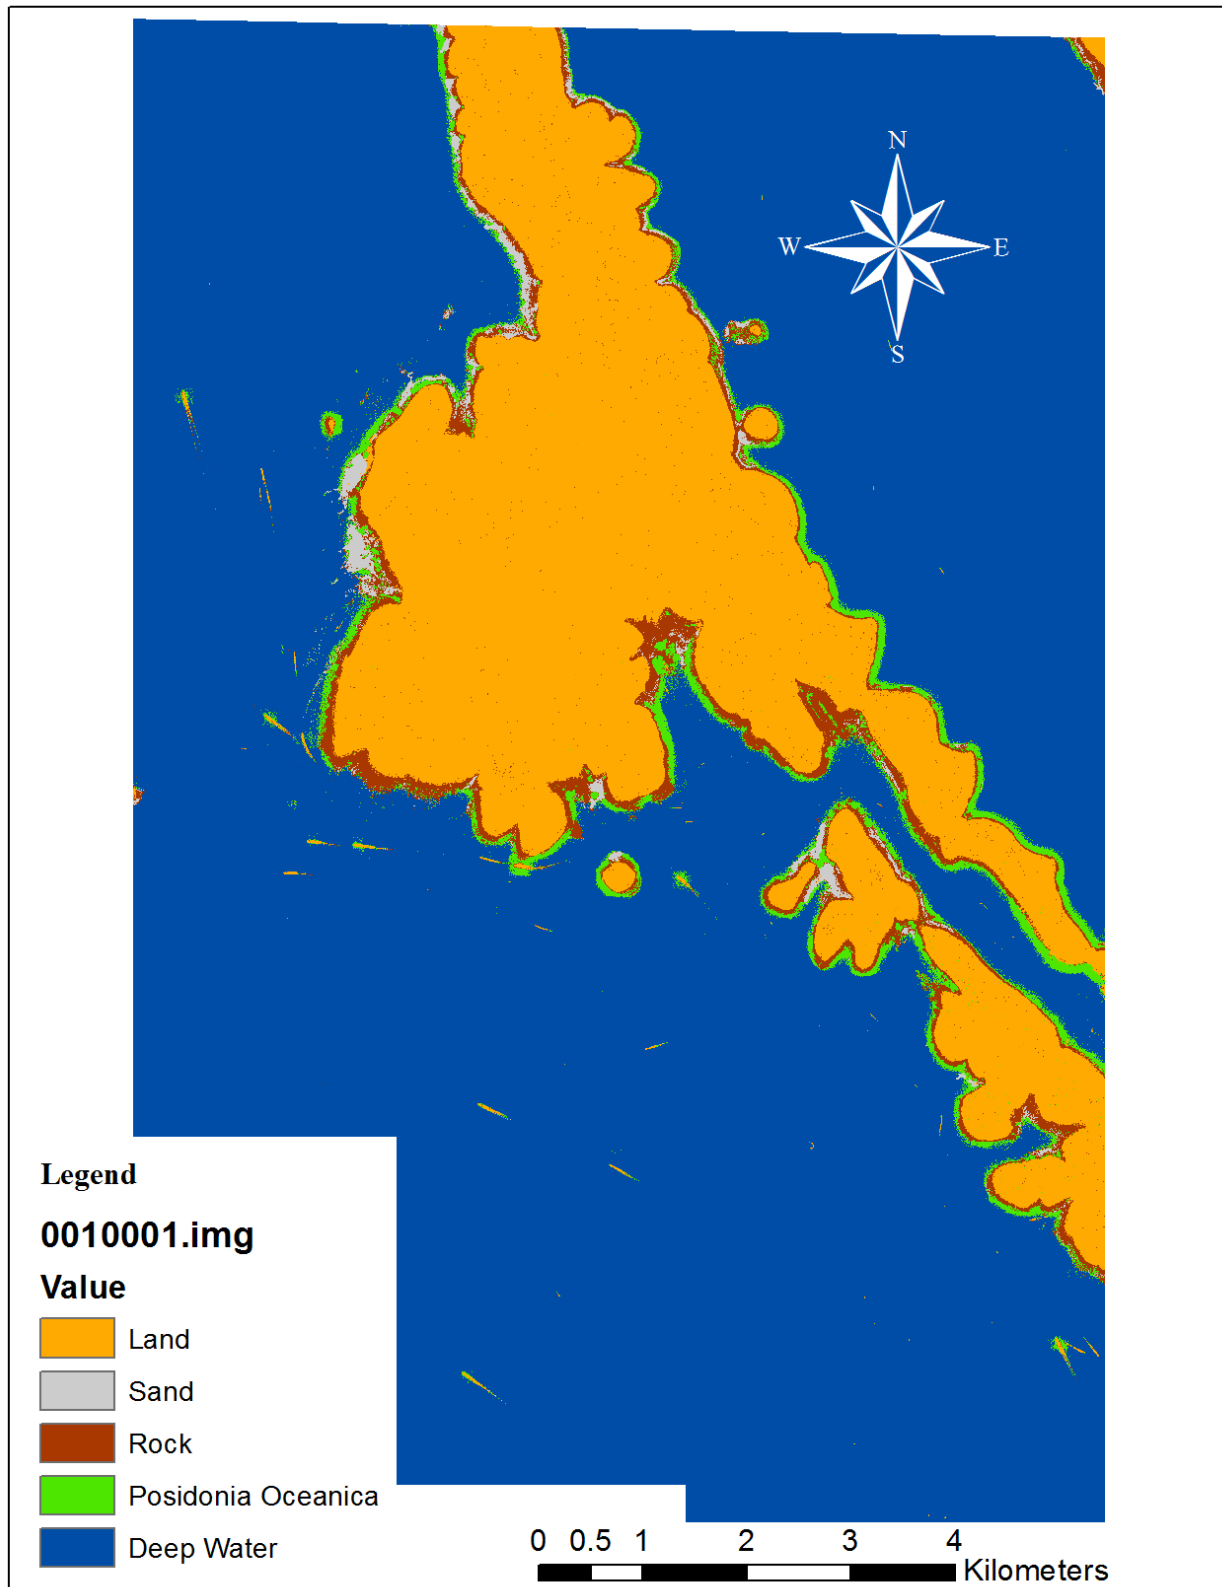 N
W E
S
Legend
0010001.img
Value
Land
Sand
Rock
Posidonia Oceanica
Deep Water
0 0.5 1 2 3 4
Kilometers